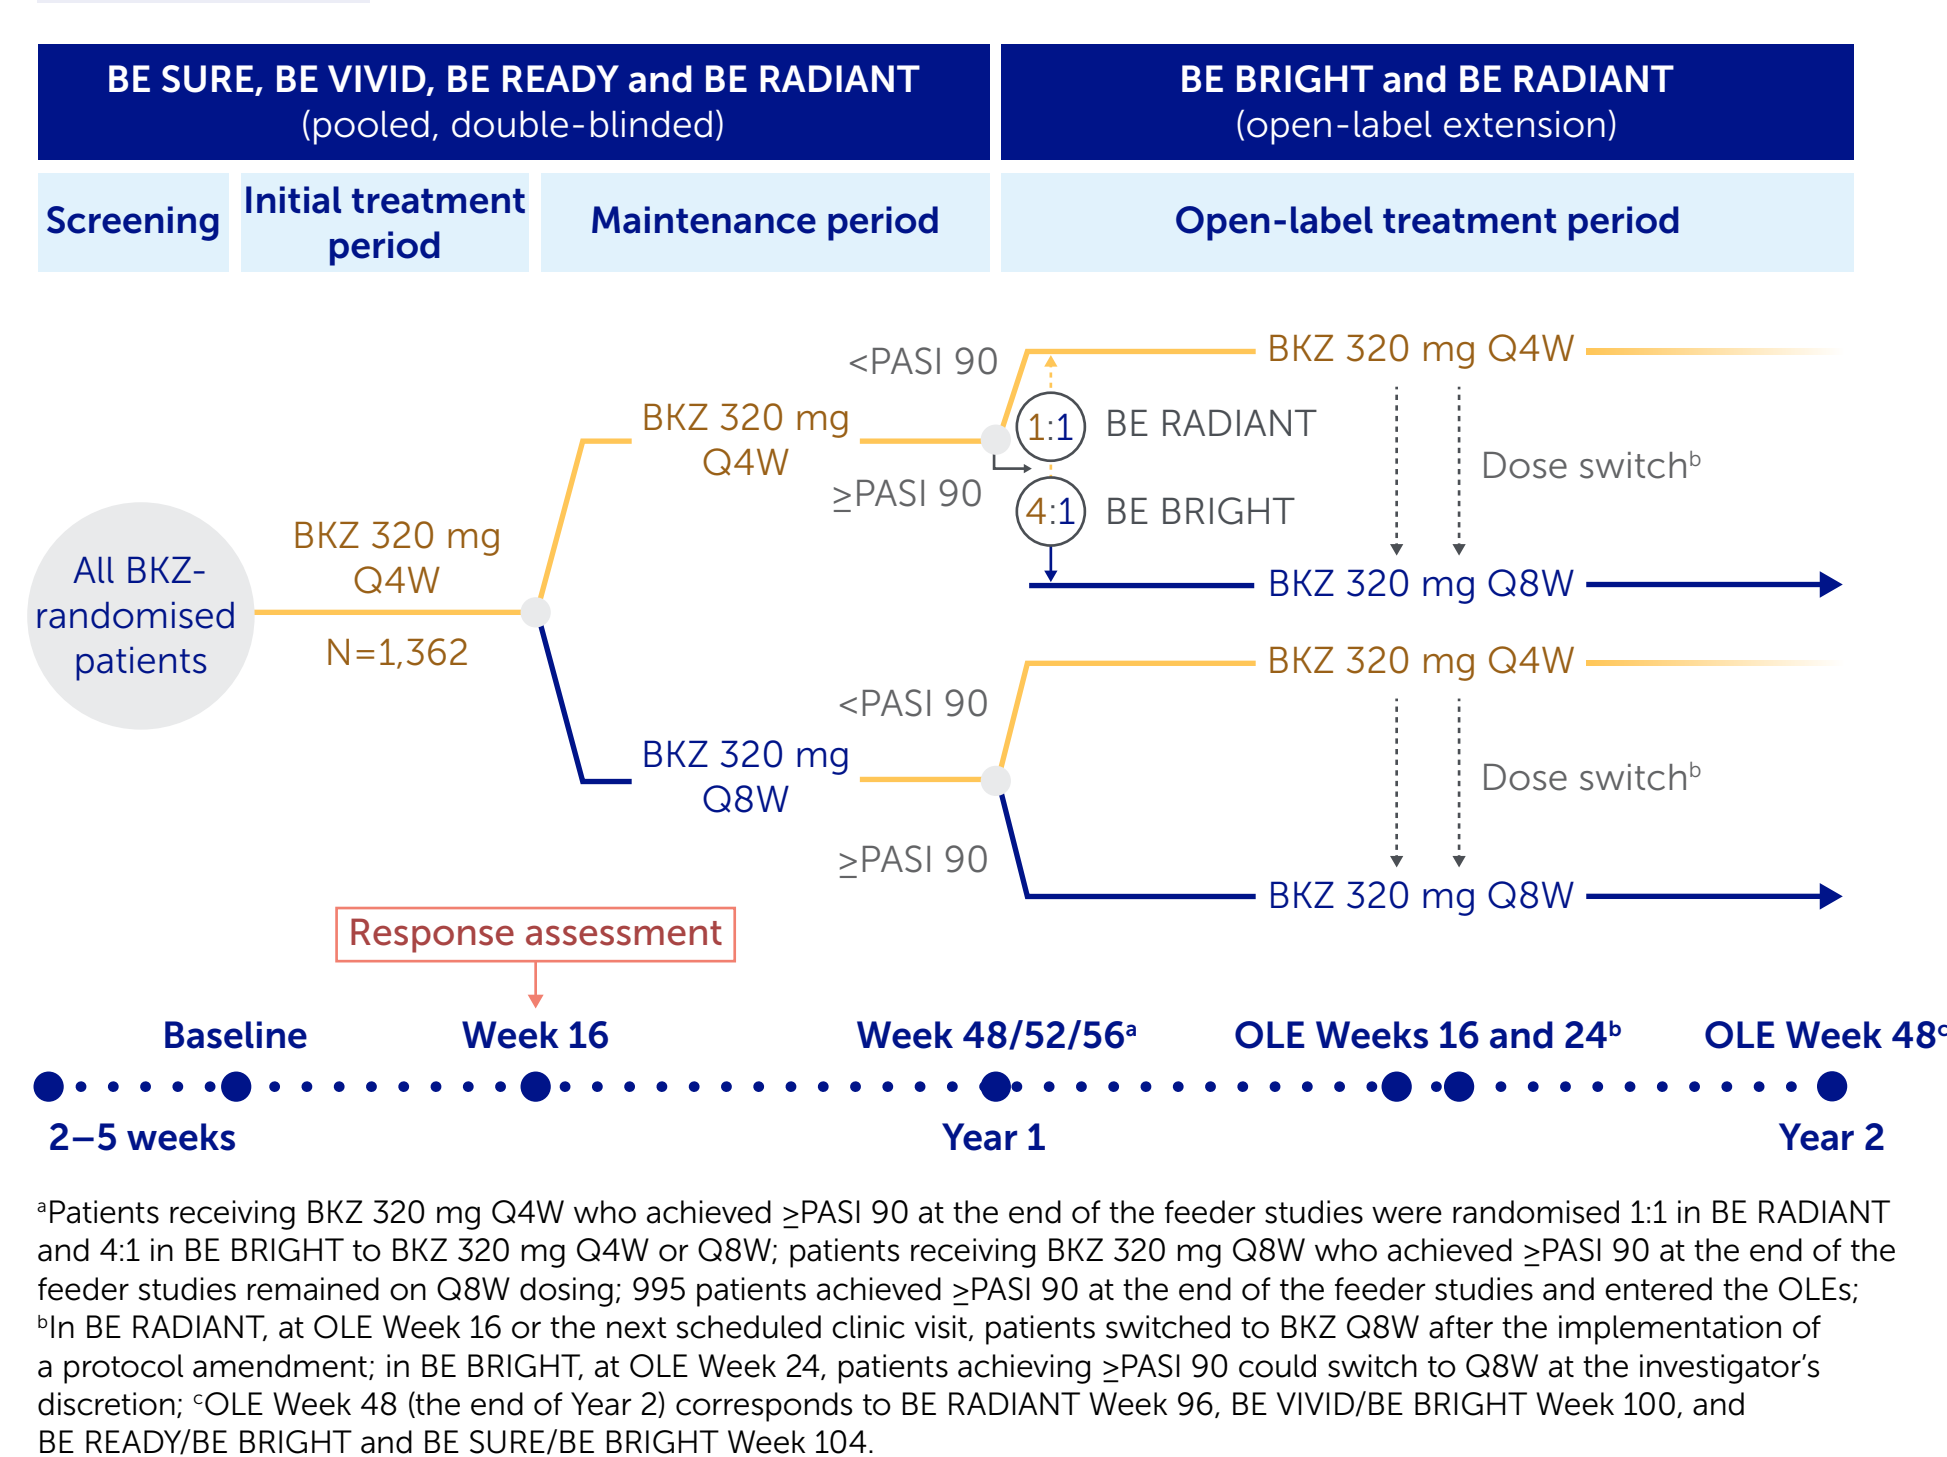 BE SURE, BE VIVID, BE READY and BE RADIANT
(pooled, double-blinded)
BE BRIGHT and BE RADIANT
(open-label extension)
Screening
Initial treatment
period
Maintenance period
Open-label treatment period
All BKZ-
randomised
patients
BKZ 320 mg
Q4W
N=1,362
BKZ 320 mg
Q4W
<PASI 90
≥PASI 90
1:1
BE RADIANT
4:1
BE BRIGHT
BKZ 320 mg Q4W
Dose switchᵇ
BKZ 320 mg Q8W
BKZ 320 mg
Q8W
<PASI 90
≥PASI 90
BKZ 320 mg Q4W
Dose switchᵇ
BKZ 320 mg Q8W
Response assessment
Baseline
Week 16
Week 48/52/56ᵃ
OLE Weeks 16 and 24ᵇ
OLE Week 48ᶜ
2–5 weeks
Year 1
Year 2
ᵃPatients receiving BKZ 320 mg Q4W who achieved ≥PASI 90 at the end of the feeder studies were randomised 1:1 in BE RADIANT
and 4:1 in BE BRIGHT to BKZ 320 mg Q4W or Q8W; patients receiving BKZ 320 mg Q8W who achieved ≥PASI 90 at the end of the
feeder studies remained on Q8W dosing; 995 patients achieved ≥PASI 90 at the end of the feeder studies and entered the OLEs;
ᵇIn BE RADIANT, at OLE Week 16 or the next scheduled clinic visit, patients switched to BKZ Q8W after the implementation of
a protocol amendment; in BE BRIGHT, at OLE Week 24, patients achieving ≥PASI 90 could switch to Q8W at the investigator’s
discretion; ᶜOLE Week 48 (the end of Year 2) corresponds to BE RADIANT Week 96, BE VIVID/BE BRIGHT Week 100, and
BE READY/BE BRIGHT and BE SURE/BE BRIGHT Week 104.